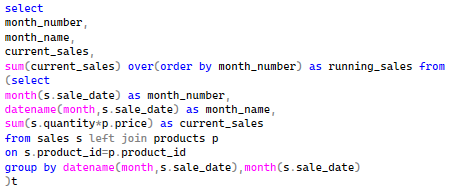 select
month_number,
month_name,
current_sales,
sum(current_sales) over(order by month_number) as running_sales from
(select
month(s.sale_date) as month_number,
datename(month,s.sale_date) as month_name,
sum(s.quantity*p.price) as current_sales
from sales s left join products p
on s.product_id=p.product_id
group by datename(month,s.sale_date),month(s.sale_date)
)t